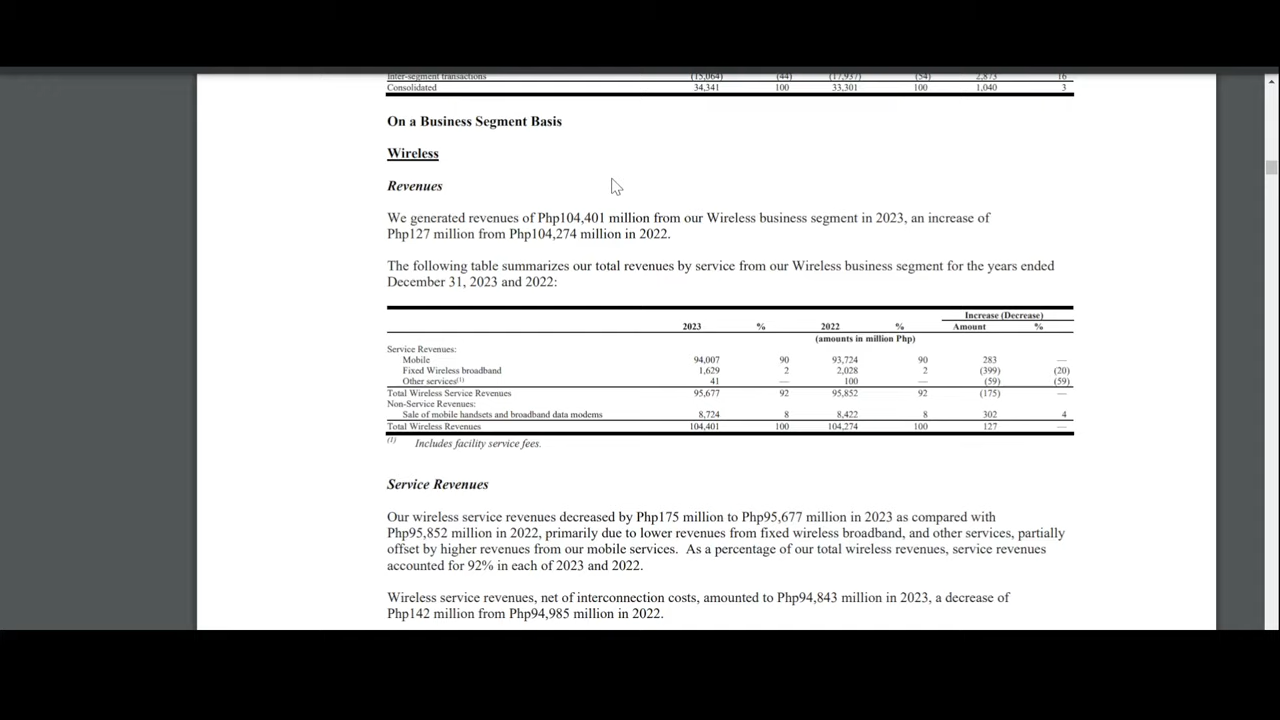 Inter-segment transactions (15,064) (44) (17,937) (54) 2,873 16
Consolidated 34,341 100 33,301 100 1,040 3
On a Business Segment Basis
Wireless
Revenues
We generated revenues of Php104,401 million from our Wireless business segment in 2023, an increase of
Php127 million from Php104,274 million in 2022.
The following table summarizes our total revenues by service from our Wireless business segment for the years ended
December 31, 2023 and 2022:
Increase (Decrease)
2023 % 2022 % Amount %
(amounts in million Php)
Service Revenues:
Mobile 94,007 90 93,724 90 283 —
Fixed Wireless broadband 1,629 2 2,028 2 (399) (20)
Other services(1) 41 — 100 — (59) (59)
Total Wireless Service Revenues 95,677 92 95,852 92 (175) —
Non-Service Revenues:
Sale of mobile handsets and broadband data modems 8,724 8 8,422 8 302 4
Total Wireless Revenues 104,401 100 104,274 100 127 —
(1) Includes facility service fees.
Service Revenues
Our wireless service revenues decreased by Php175 million to Php95,677 million in 2023 as compared with
Php95,852 million in 2022, primarily due to lower revenues from fixed wireless broadband, and other services, partially
offset by higher revenues from our mobile services.  As a percentage of our total wireless revenues, service revenues
accounted for 92% in each of 2023 and 2022.
Wireless service revenues, net of interconnection costs, amounted to Php94,843 million in 2023, a decrease of
Php142 million from Php94,985 million in 2022.